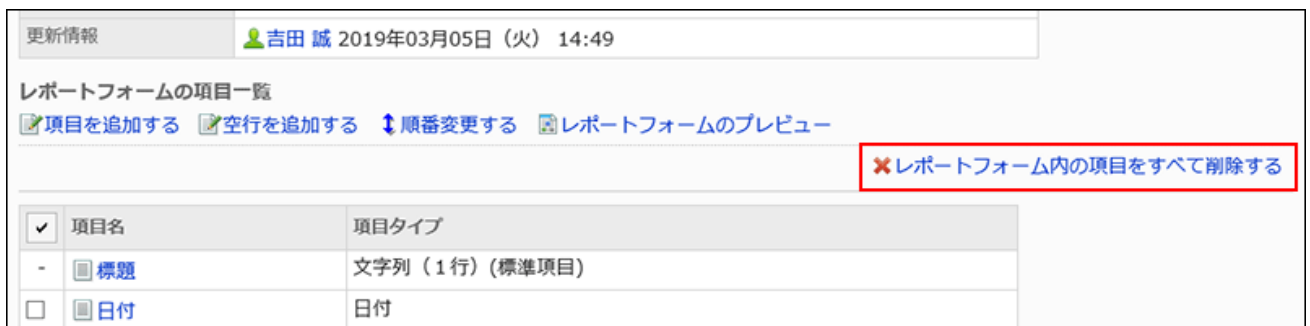 更新情報 吉田 誠 2019年03月05日（火） 14:49
レポートフォームの項目一覧
項目を追加する 空行を追加する 順番変更する レポートフォームのプレビュー
レポートフォーム内の項目をすべて削除する
項目名 項目タイプ
- 標題 文字列（１行）(標準項目)
日付 日付